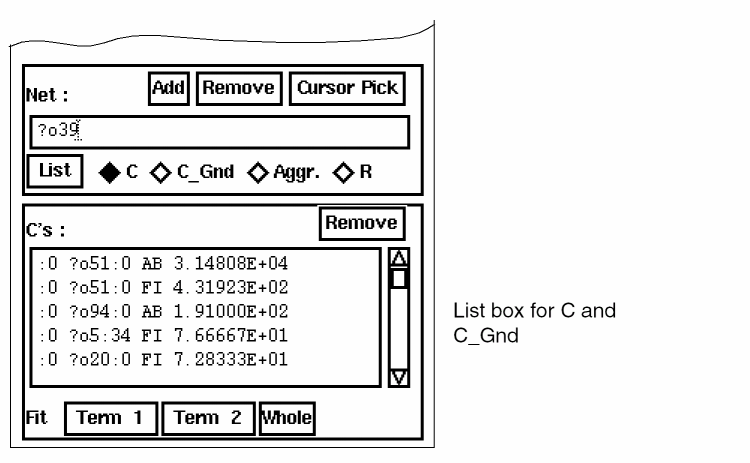 Net : Add Remove Cursor Pick
?o39
List C C_Gnd Aggr. R
C's : Remove
:0 ?o51:0 AB 3.14808E+04
:0 ?o51:0 FI 4.31923E+02
:0 ?o94:0 AB 1.91000E+02
:0 ?o5:34 FI 7.66667E+01
:0 ?o20:0 FI 7.28333E+01
List box for C and
C_Gnd
Fit Term 1 Term 2 Whole